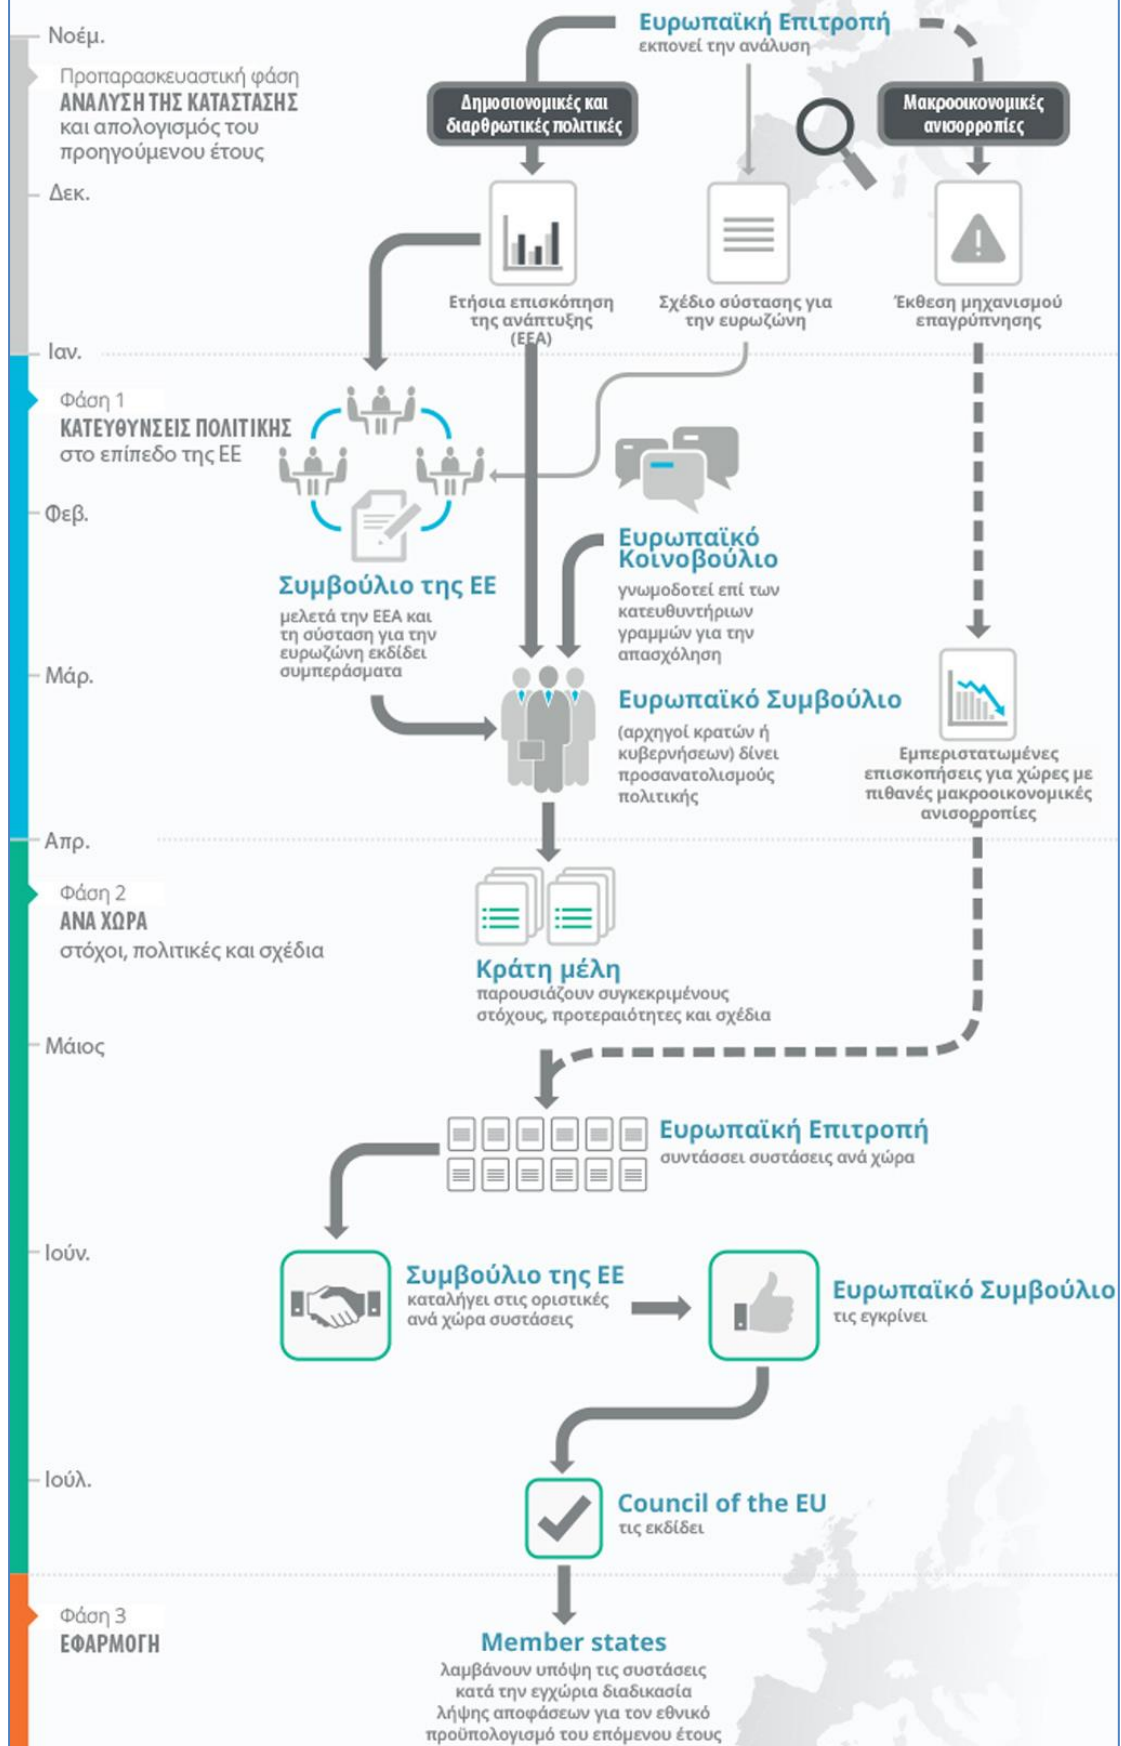 Νοέμ.
Ευρωπαϊκή Επιτροπή
εκπονεί την ανάλυση
Προπαρασκευαστική φάση
ΑΝΑΛΥΣΗ ΤΗΣ ΚΑΤΑΣΤΑΣΗΣ
και απολογισμός του
προηγούμενου έτους
Δημοσιονομικές και
διαρθρωτικές πολιτικές
Μακροοικονομικές
ανισορροπίες
Δεκ.
Ετήσια επισκόπηση
της ανάπτυξης
(ΕΕΑ)
Σχέδιο σύστασης για
την ευρωζώνη
Έκθεση μηχανισμού
επαγρύπνησης
Ιαν.
Φάση 1
ΚΑΤΕΥΘΥΝΣΕΙΣ ΠΟΛΙΤΙΚΗΣ
στο επίπεδο της ΕΕ
Φεβ.
Συμβούλιο της ΕΕ
μελετά την ΕΕΑ και
τη σύσταση για την
ευρωζώνη εκδίδει
συμπεράσματα
Ευρωπαϊκό
Κοινοβούλιο
γνωμοδοτεί επί των
κατευθυντήριων
γραμμών για την
απασχόληση
Μάρ.
Ευρωπαϊκό Συμβούλιο
(αρχηγοί κρατών ή
κυβερνήσεων) δίνει
προσανατολισμούς
πολιτικής
Εμπεριστατωμένες
επισκοπήσεις για χώρες με
πιθανές μακροοικονομικές
ανισορροπίες
Απρ.
Φάση 2
ΑΝΑ ΧΩΡΑ
στόχοι, πολιτικές και σχέδια
Κράτη μέλη
παρουσιάζουν συγκεκριμένους
στόχους, προτεραιότητες και σχέδια
Μάιος
Ευρωπαϊκή Επιτροπή
συντάσσει συστάσεις ανά χώρα
Ιούν.
Συμβούλιο της ΕΕ
καταλήγει στις οριστικές
ανά χώρα συστάσεις
Ευρωπαϊκό Συμβούλιο
τις εγκρίνει
Ιούλ.
Council of the EU
τις εκδίδει
Φάση 3
ΕΦΑΡΜΟΓΗ
Member states
λαμβάνουν υπόψη τις συστάσεις
κατά την εγχώρια διαδικασία
λήψης αποφάσεων για τον εθνικό
προϋπολογισμό του επόμενου έτους